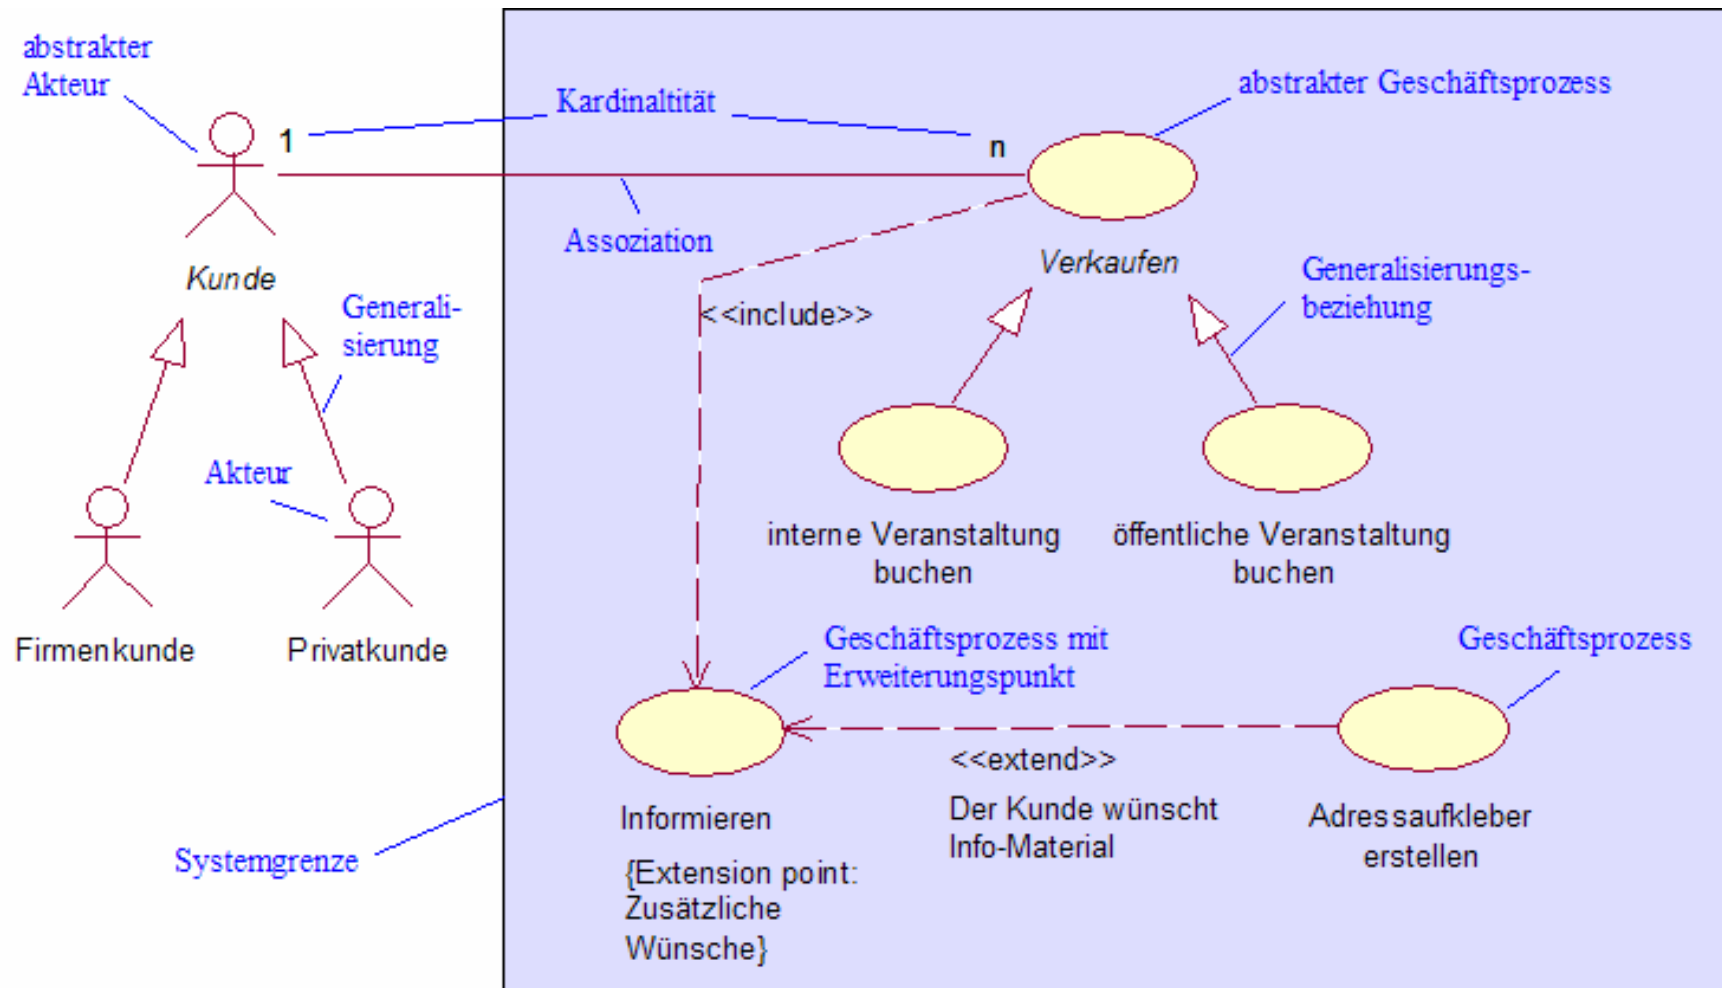 abstrakter
Akteur
Kardinaltität
abstrakter Geschäftsprozess
1
n
Assoziation
Kunde
Verkaufen
Generali-
sierung
<<include>>
Generalisierungs-
beziehung
Akteur
interne Veranstaltung
buchen
öffentliche Veranstaltung
buchen
Firmenkunde
Privatkunde
Geschäftsprozess mit
Erweiterungspunkt
Geschäftsprozess
<<extend>>
Der Kunde wünscht
Info-Material
Informieren
{Extension point:
Zusätzliche
Wünsche}
Adressaufkleber
erstellen
Systemgrenze